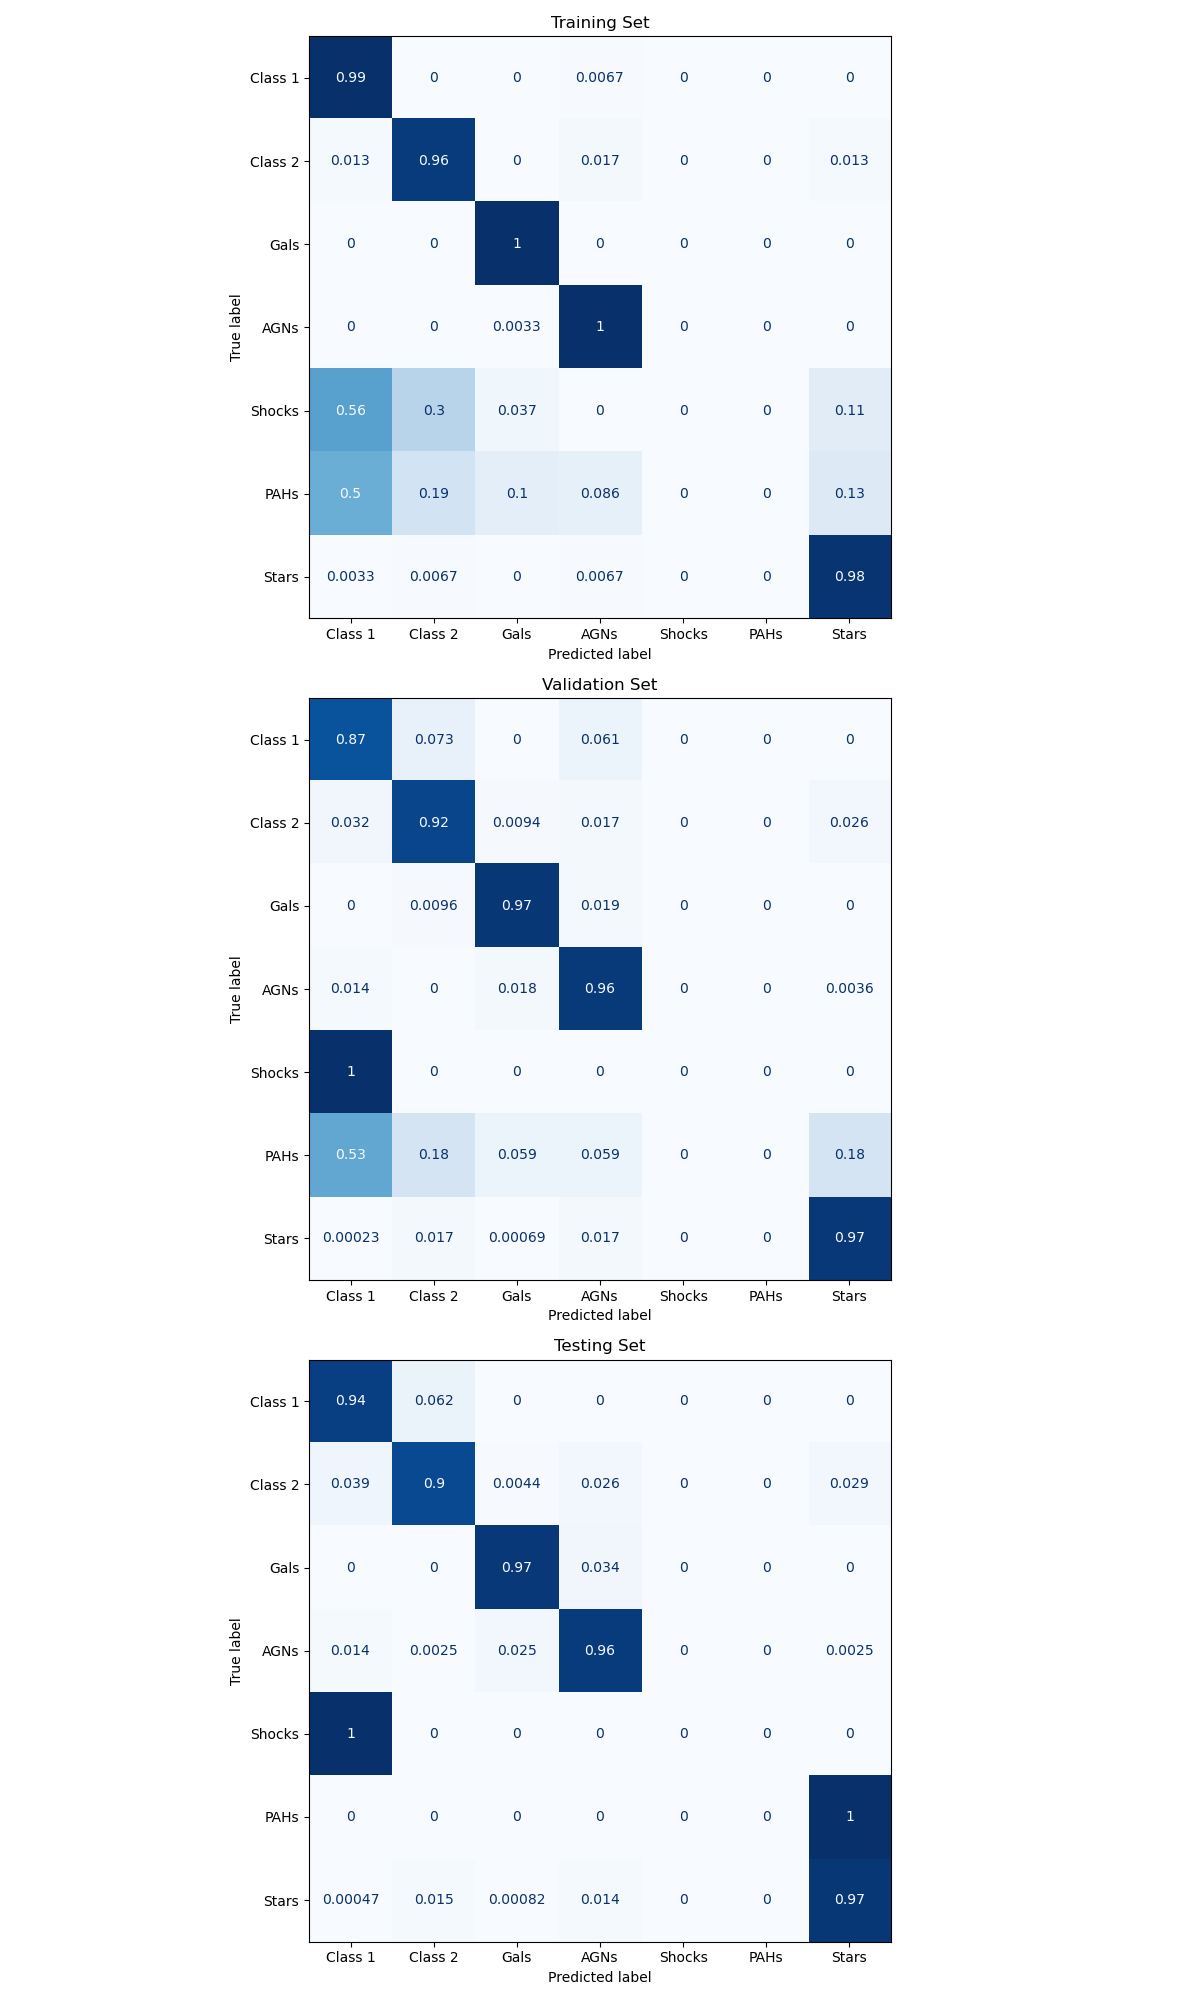 Training Set
Class 1 0.99 0 0 0.0067 0 0 0
Class 2 0.013 0.96 0 0.017 0 0 0.013
Gals 0 0 1 0 0 0 0
AGNs 0 0 0.0033 1 0 0 0
Shocks 0.56 0.3 0.037 0 0 0 0.11
PAHs 0.5 0.19 0.1 0.086 0 0 0.13
Stars 0.0033 0.0067 0 0.0067 0 0 0.98
True label
Class 1 Class 2 Gals AGNs Shocks PAHs Stars
Predicted label
Validation Set
Class 1 0.87 0.073 0 0.061 0 0 0
Class 2 0.032 0.92 0.0094 0.017 0 0 0.026
Gals 0 0.0096 0.97 0.019 0 0 0
AGNs 0.014 0 0.018 0.96 0 0 0.0036
Shocks 1 0 0 0 0 0 0
PAHs 0.53 0.18 0.059 0.059 0 0 0.18
Stars 0.00023 0.017 0.00069 0.017 0 0 0.97
True label
Class 1 Class 2 Gals AGNs Shocks PAHs Stars
Predicted label
Testing Set
Class 1 0.94 0.062 0 0 0 0 0
Class 2 0.039 0.9 0.0044 0.026 0 0 0.029
Gals 0 0 0.97 0.034 0 0 0
AGNs 0.014 0.0025 0.025 0.96 0 0 0.0025
Shocks 1 0 0 0 0 0 0
PAHs 0 0 0 0 0 0 1
Stars 0.00047 0.015 0.00082 0.014 0 0 0.97
True label
Class 1 Class 2 Gals AGNs Shocks PAHs Stars
Predicted label